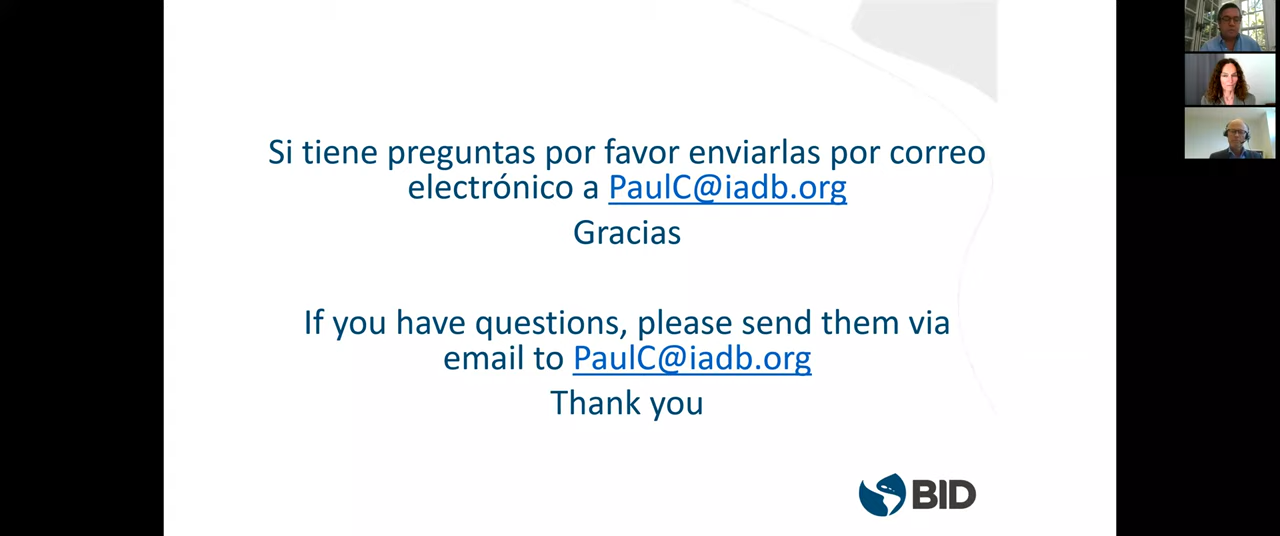 Si tiene preguntas por favor enviarlas por correo
electrónico a PaulC@iadb.org
Gracias
If you have questions, please send them via
email to PaulC@iadb.org
Thank you
BID